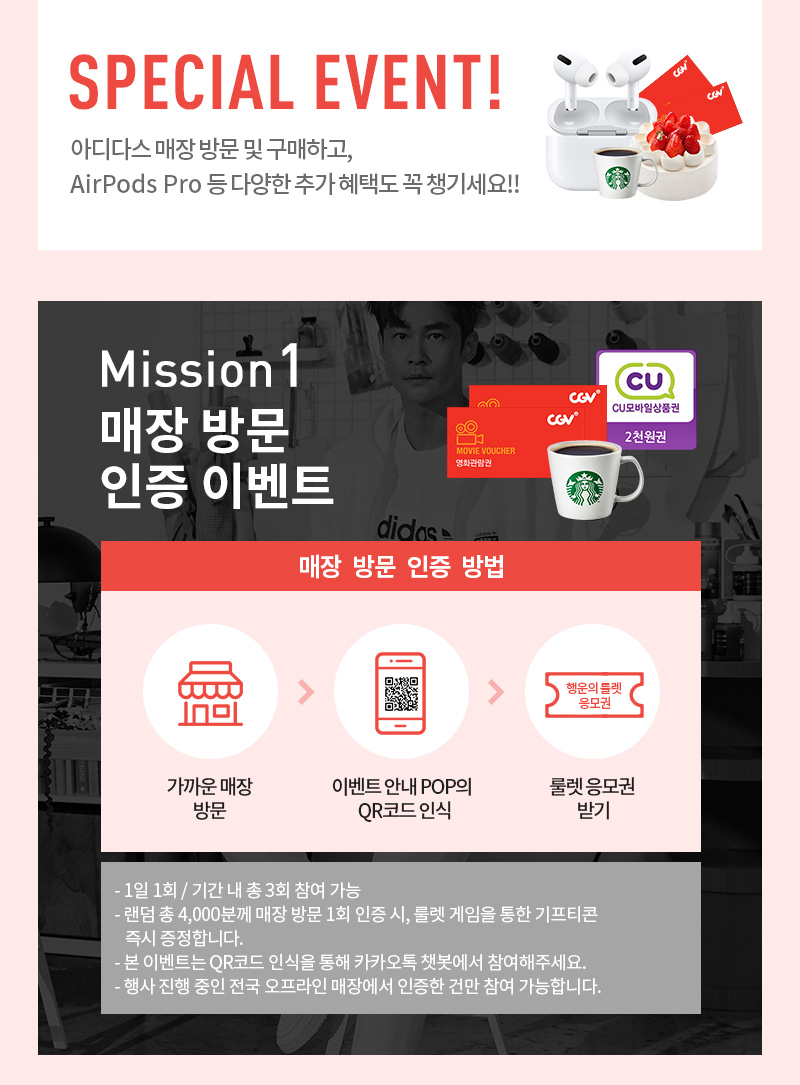 SPECIAL EVENT!
아디다스 매장 방문 및 구매하고,
AirPods Pro 등 다양한 추가 혜택도 꼭 챙기세요!!
CGV
CGV
Mission1
매장 방문
인증 이벤트
CU
CU모바일상품권
2천원권
CGV
CGV
MOVIE VOUCHER
영화관람권
adidas
매장 방문 인증 방법
행운의 룰렛
응모권
가까운 매장
방문
이벤트 안내 POP의
QR코드 인식
룰렛 응모권
받기
- 1일 1회 / 기간 내 총 3회 참여 가능
- 랜덤 총 4,000분께 매장 방문 1회 인증 시, 룰렛 게임을 통한 기프티콘
즉시 증정합니다.
- 본 이벤트는 QR코드 인식을 통해 카카오톡 챗봇에서 참여해주세요.
- 행사 진행 중인 전국 오프라인 매장에서 인증한 건만 참여 가능합니다.